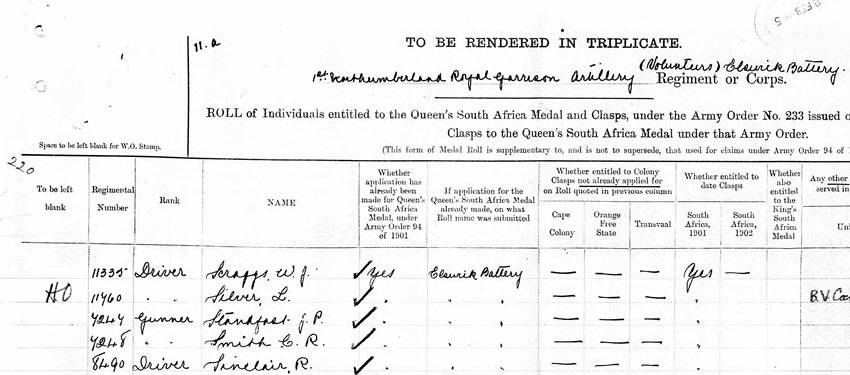 11.a
TO BE RENDERED IN TRIPLICATE.
(Volunteers) Elswick Battery.
1st Northumberland Royal Garrison Artillery Regiment or Corps.
ROLL of Individuals entitled to the Queen's South Africa Medal and Clasps, under the Army Order No. 233 issued
Clasps to the Queen's South Africa Medal under that Army Order.
Space to be left blank for W.O. Stamp.
(This form of Medal Roll is supplementary to, and is not to supersede, that used for claims under Army Order 94 of
220
To be left blank
Regimental Number
Rank
NAME
Whether application has already been made for Queen's South Africa Medal, under Army Order 94 of 1901
If application for the Queen's South Africa Medal already made, on what Roll name was submitted
Whether entitled to Colony Clasps not already applied for on Roll quoted in previous column
Cape Colony
Orange Free State
Transvaal
Whether entitled to date Clasps
South Africa, 1901
South Africa, 1902
Whether also entitled to the King's South Africa Medal
Any other
served in
11335 Driver Scraggs, W. J. ✓ Yes Elswick Battery — — — Yes —
HO 11460 " " Silver, L. ✓ " " " — — — "
7247 Gunner Standfast J. P. ✓ " " " — — — "
7248 " " Smith C. R. ✓ " " " — — — "
8490 Driver Sinclair, R. ✓ " " " — — — "